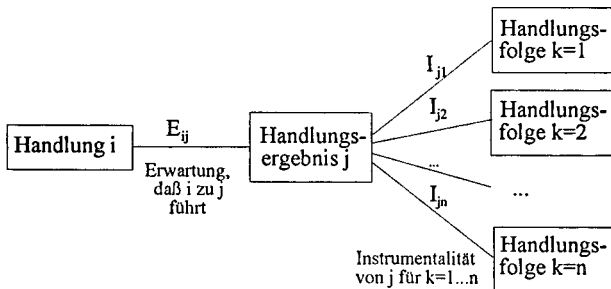 Handlung i
E_ij
Erwartung,
daß i zu j
führt
Handlungs-
ergebnis j
I_j1
I_j2
...
I_jn
Instrumentalität
von j für k=1...n
Handlungs-
folge k=1
Handlungs-
folge k=2
...
Handlungs-
folge k=n